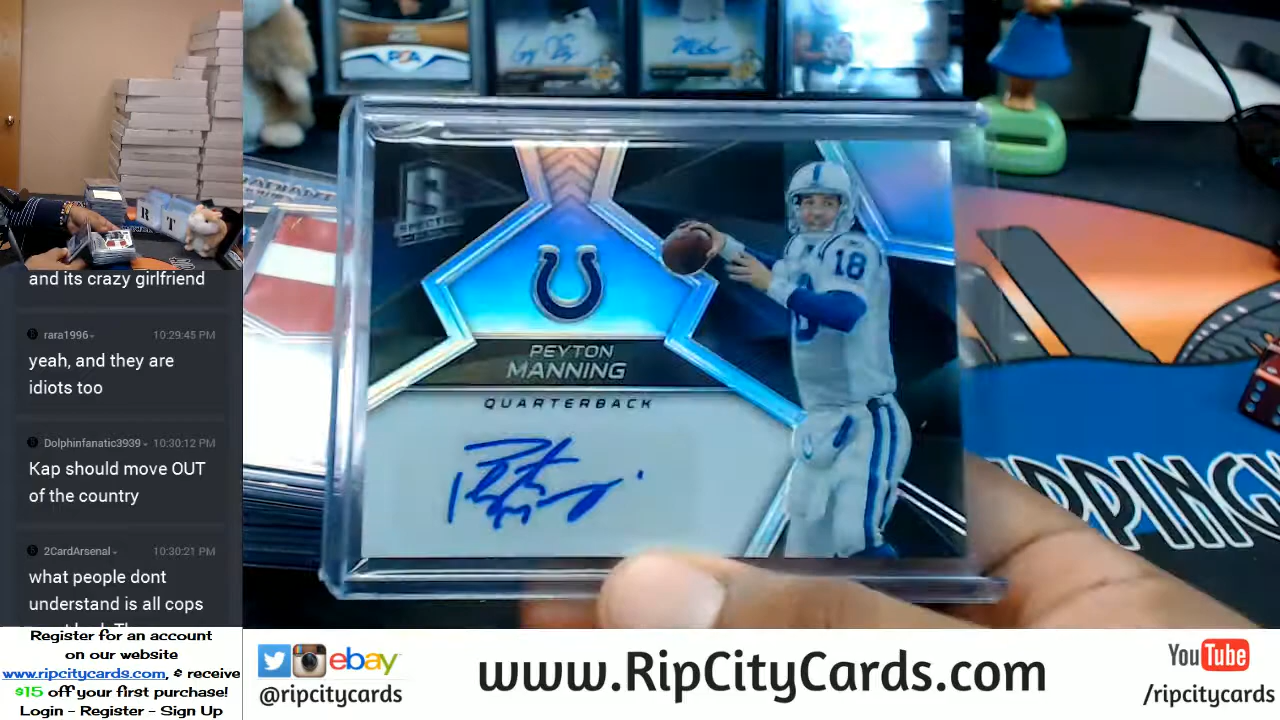 and its crazy girlfriend
rara1996 10:29:45 PM
yeah, and they are
idiots too
Dolphinfanatic3939 10:30:12 PM
Kap should move OUT
of the country
2CardArsenal 10:30:21 PM
what people dont
understand is all cops
Register for an account
on our website
www.ripcitycards.com, & receive
$15 off your first purchase!
Login - Register - Sign Up
R T
PSA
S
18
PEYTON
MANNING
QUARTERBACK
ebay
@ripcitycards
www.RipCityCards.com
YouTube
/ripcitycards